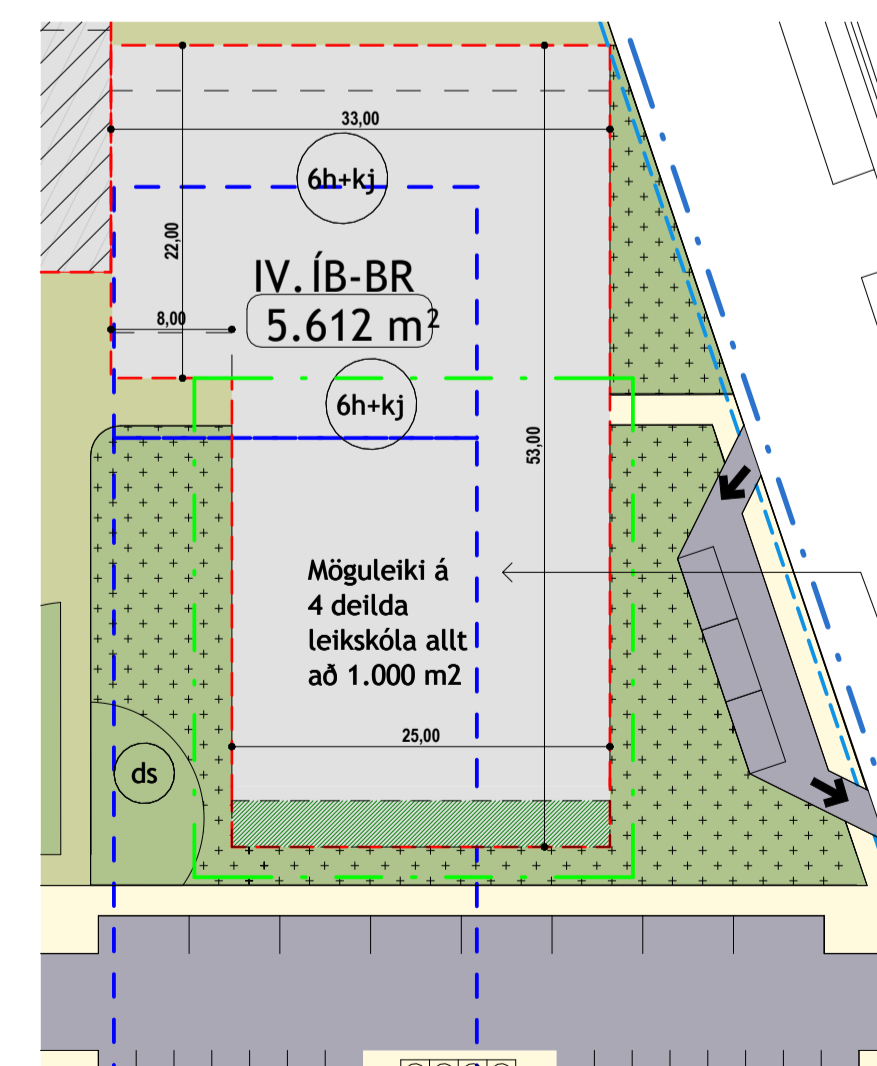 33,00
6h+kj
22,00
IV. ÍB-BR
5.612 m²
8,00
6h+kj
53,00
Möguleiki á
4 deilda
leikskóla allt
að 1.000 m2
25,00
ds